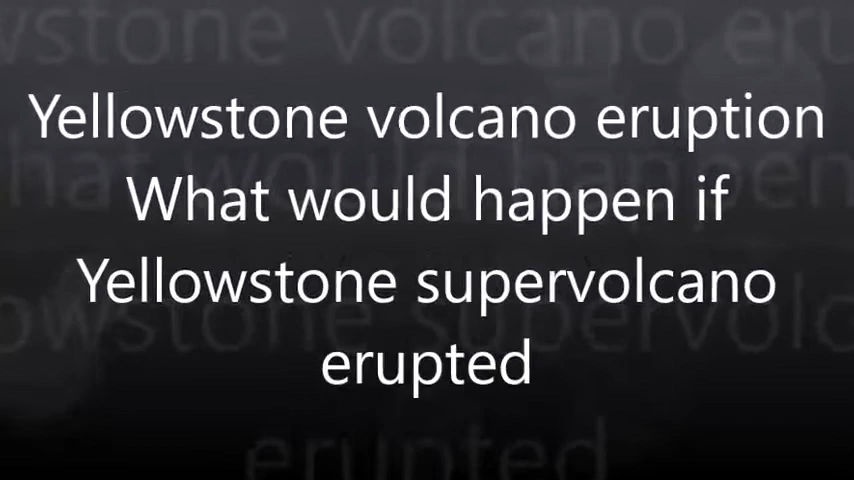 Yellowstone volcano eruption
What would happen if
Yellowstone supervolcano
erupted